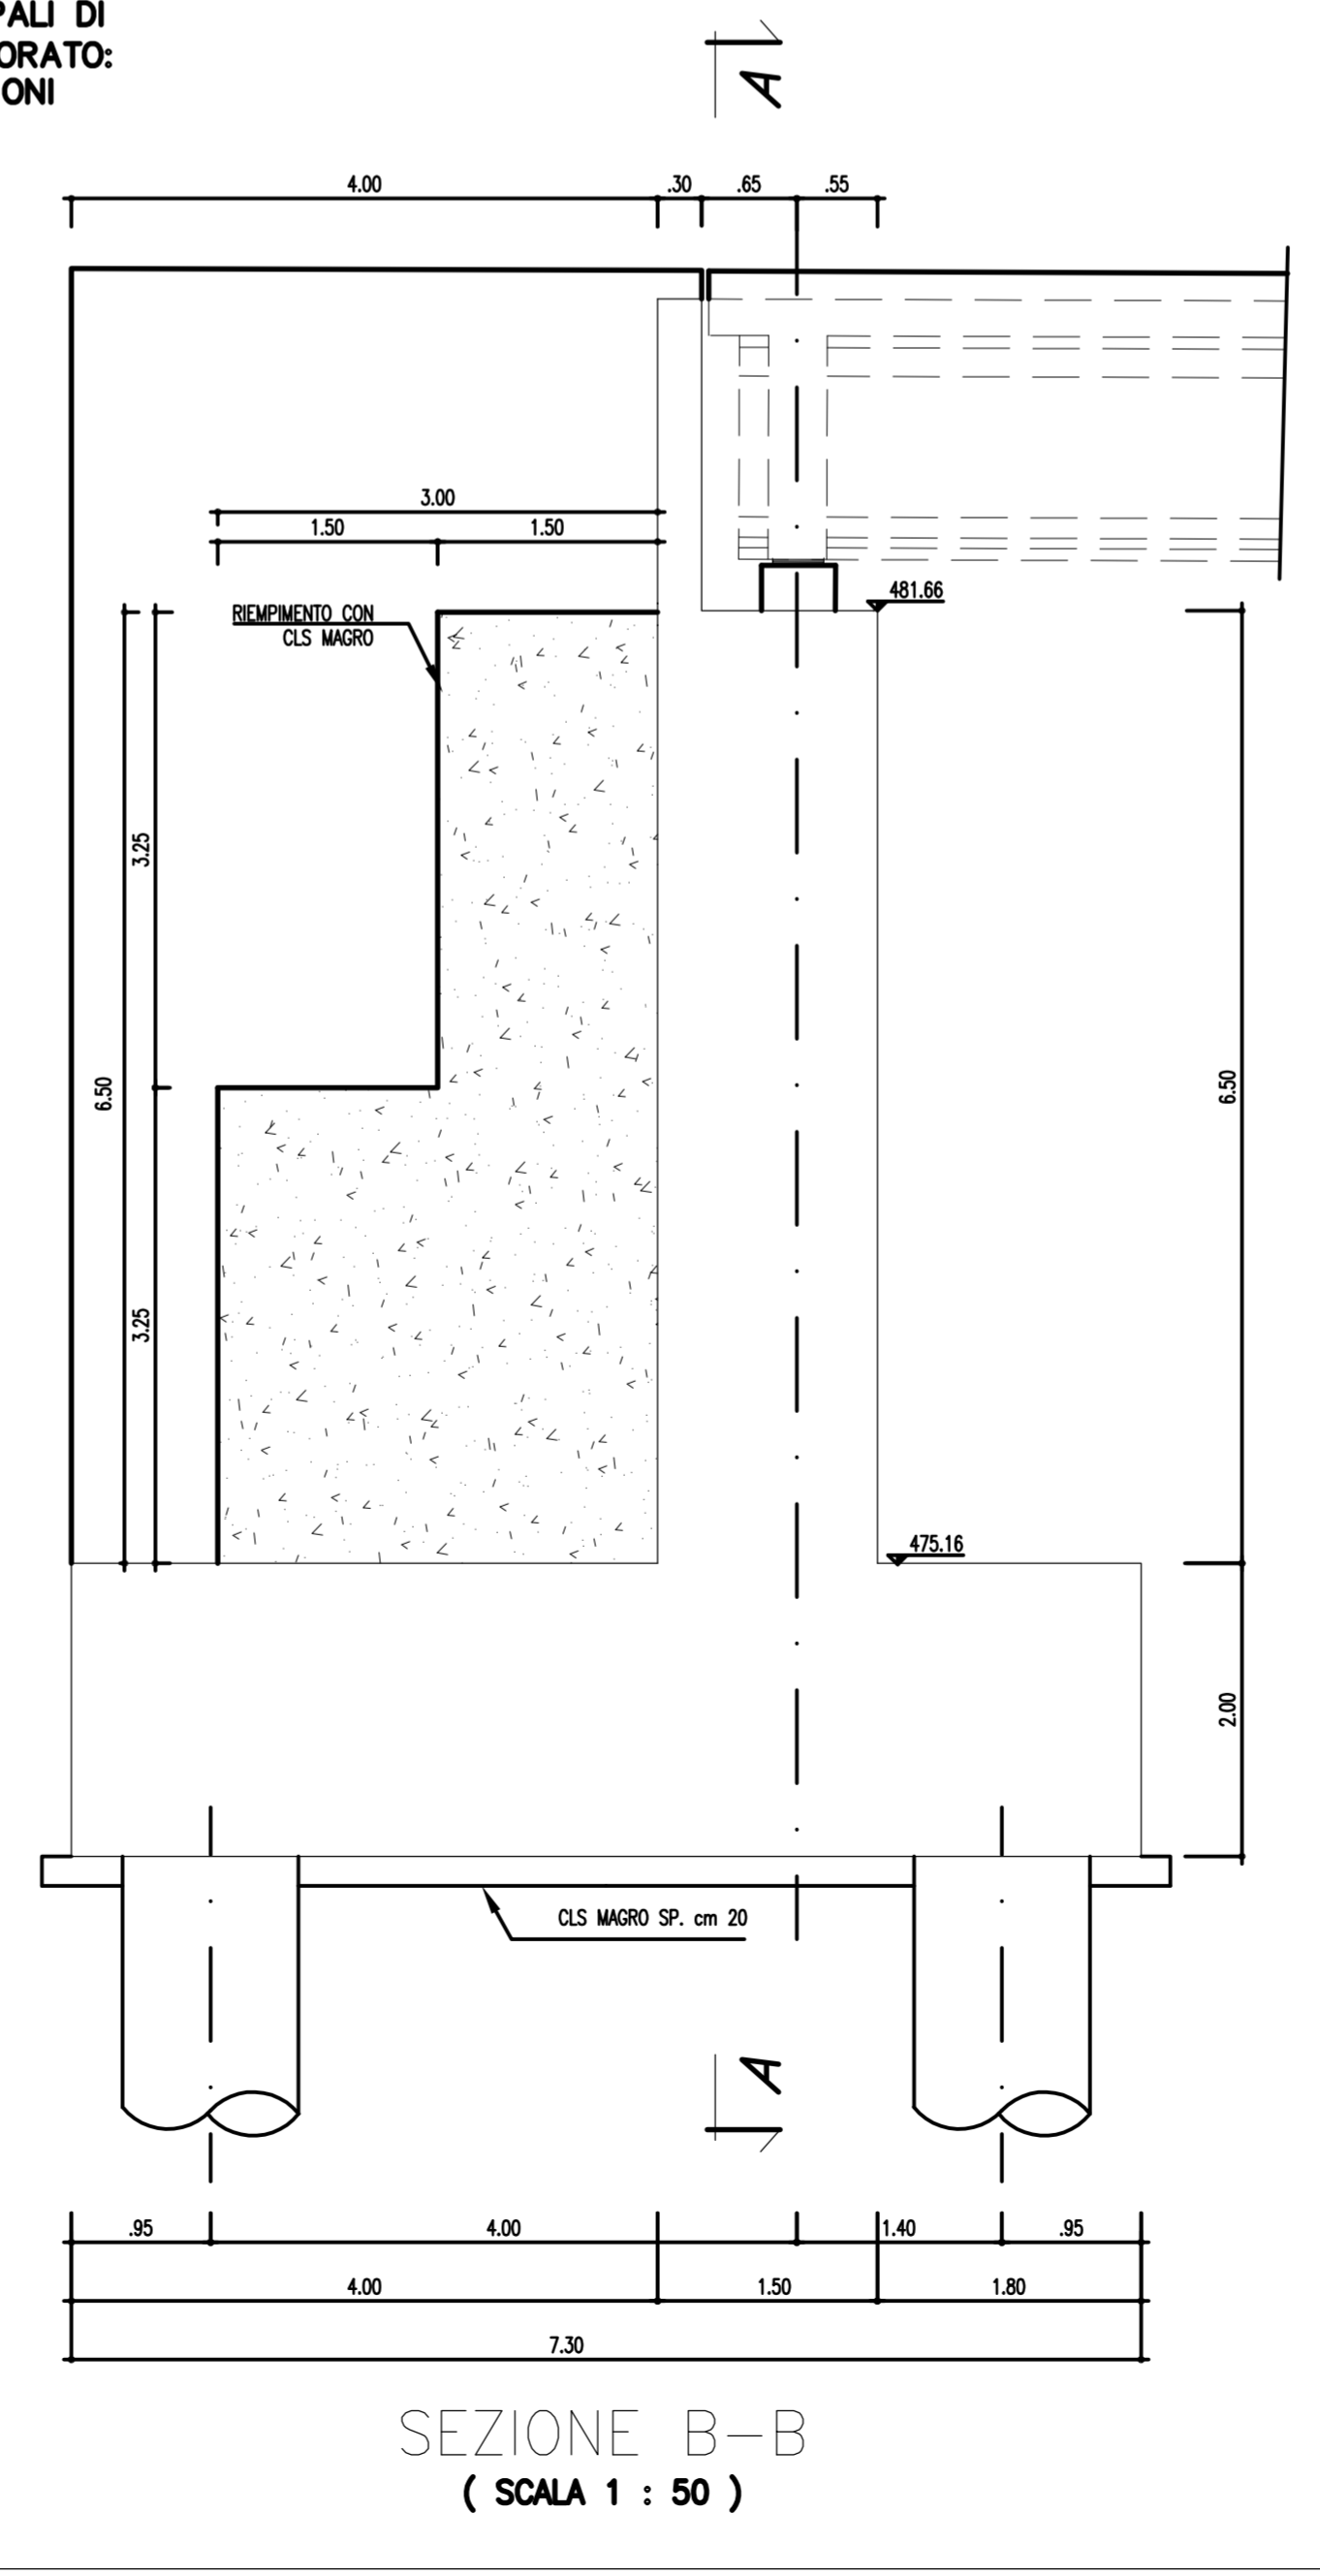 PALI DI
ORATO:
ONI
A
4.00 .30 .65 .55
3.00
1.50 1.50
481.66
RIEMPIMENTO CON
CLS MAGRO
3.25
6.50
6.50
3.25
475.16
2.00
CLS MAGRO SP. cm 20
A
.95 4.00 1.40 .95
4.00 1.50 1.80
7.30
SEZIONE B-B
( SCALA 1 : 50 )